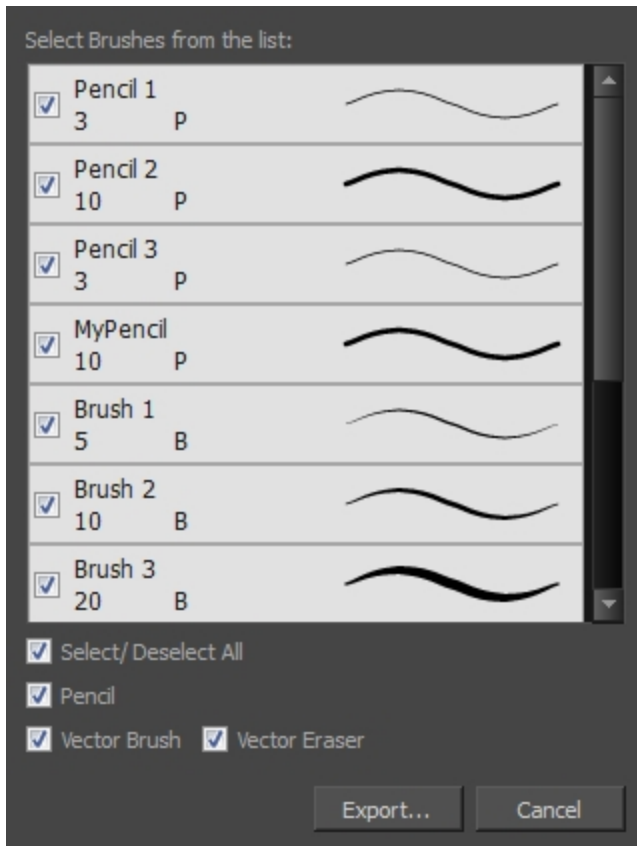 Select Brushes from the list:
Pencil 1
3 P
Pencil 2
10 P
Pencil 3
3 P
MyPencil
10 P
Brush 1
5 B
Brush 2
10 B
Brush 3
20 B
Select/ Deselect All
Pencil
Vector Brush Vector Eraser
Export... Cancel